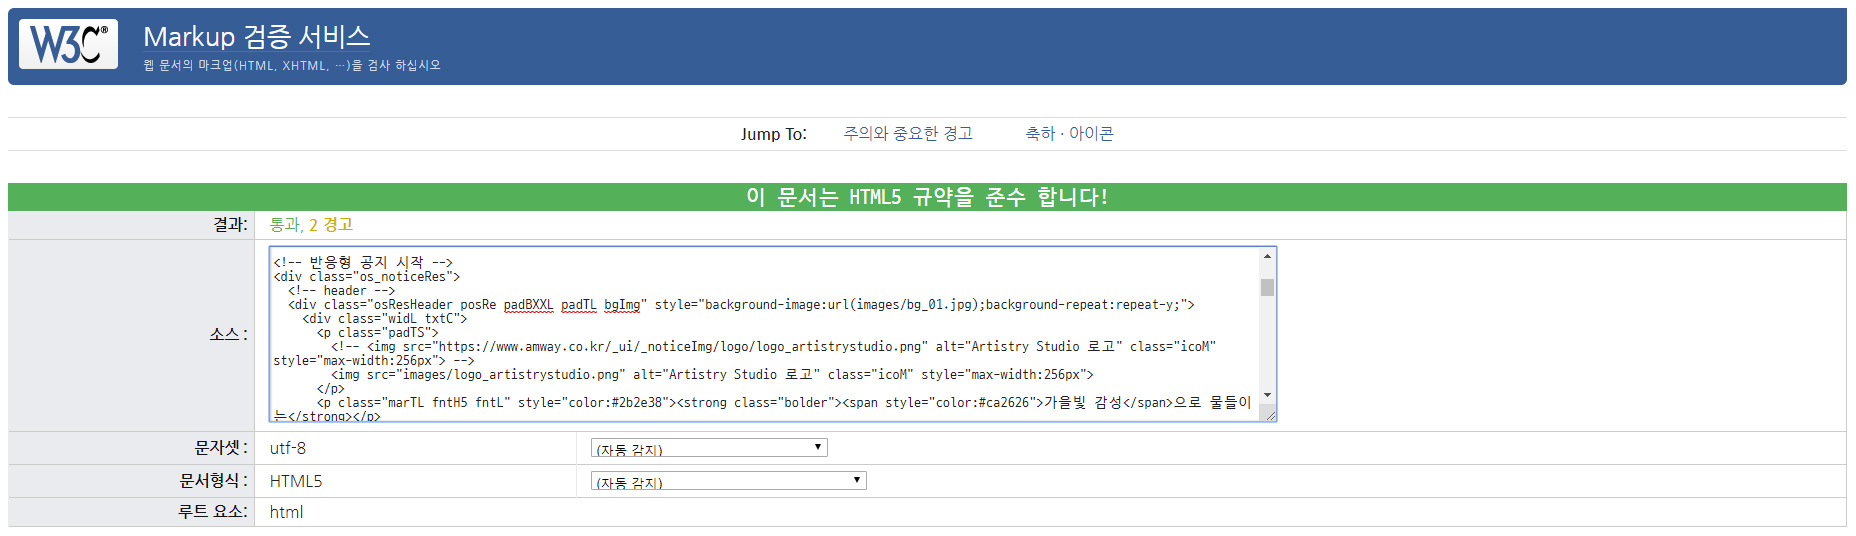 W3C®
Markup 검증 서비스
웹 문서의 마크업(HTML, XHTML, …)을 검사 하십시오
Jump To: 주의와 중요한 경고 축하 · 아이콘
이 문서는 HTML5 규약을 준수 합니다!
결과: 통과, 2 경고
소스 :
<!-- 반응형 공지 시작 -->
<div class="os_noticeRes">
<!-- header -->
<div class="osResHeader posRe padBXXL padTL bgImg" style="background-image:url(images/bg_01.jpg);background-repeat:repeat-y;">
<div class="widL txtC">
<p class="padTS">
<!-- <img src="https://www.amway.co.kr/_ui/_noticeImg/logo/logo_artistrystudio.png" alt="Artistry Studio 로고" class="icoM"
style="max-width:256px"> -->
<img src="images/logo_artistrystudio.png" alt="Artistry Studio 로고" class="icoM" style="max-width:256px">
</p>
<p class="marTL fntH5 fntL" style="color:#2b2e38"><strong class="bolder"><span style="color:#ca2626">가을빛 감성</span>으로 물들이
는</strong></p>
문자셋 : utf-8 (자동 감지)
문서형식 : HTML5 (자동 감지)
루트 요소: html